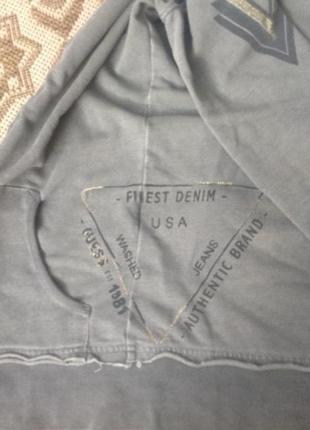 - FINEST DENIM -
USA
WASHED
JEANS
- GUESS
1981 -
- AUTHENTIC BRAND -